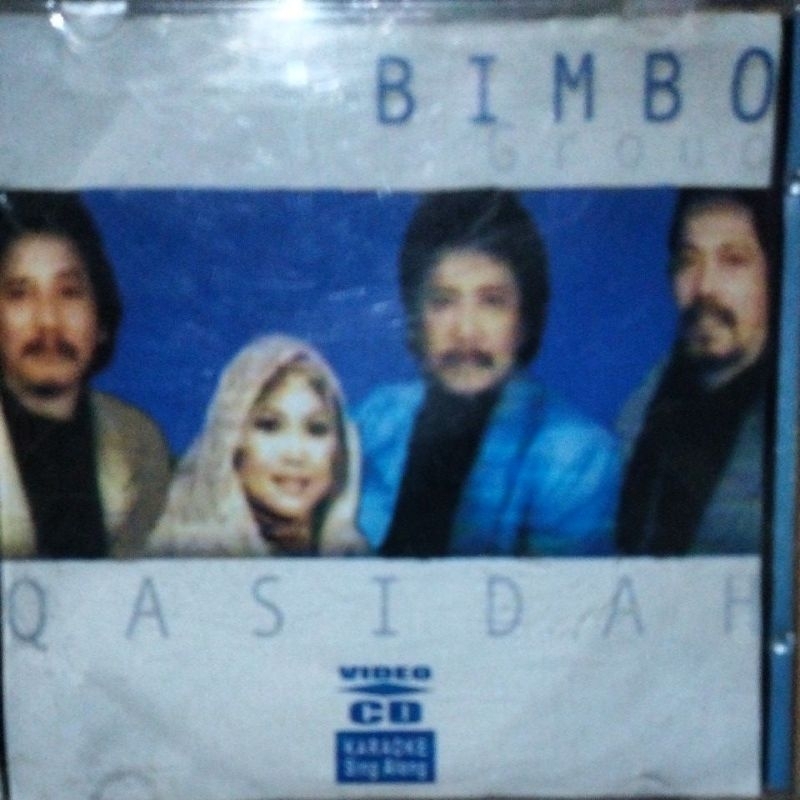 BIMBO
Group
QASIDAH
VIDEO
CD
KARAOKE
Sing Along